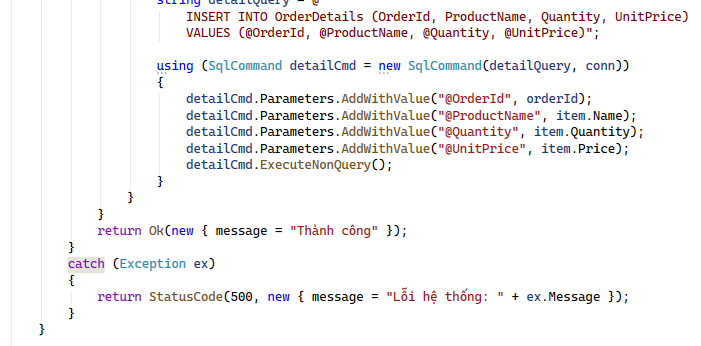 string detailQuery = @"
INSERT INTO OrderDetails (OrderId, ProductName, Quantity, UnitPrice)
VALUES (@OrderId, @ProductName, @Quantity, @UnitPrice)";
using (SqlCommand detailCmd = new SqlCommand(detailQuery, conn))
{
detailCmd.Parameters.AddWithValue("@OrderId", orderId);
detailCmd.Parameters.AddWithValue("@ProductName", item.Name);
detailCmd.Parameters.AddWithValue("@Quantity", item.Quantity);
detailCmd.Parameters.AddWithValue("@UnitPrice", item.Price);
detailCmd.ExecuteNonQuery();
}
}
}
return Ok(new { message = "Thành công" });
}
catch (Exception ex)
{
return StatusCode(500, new { message = "Lỗi hệ thống: " + ex.Message });
}
}